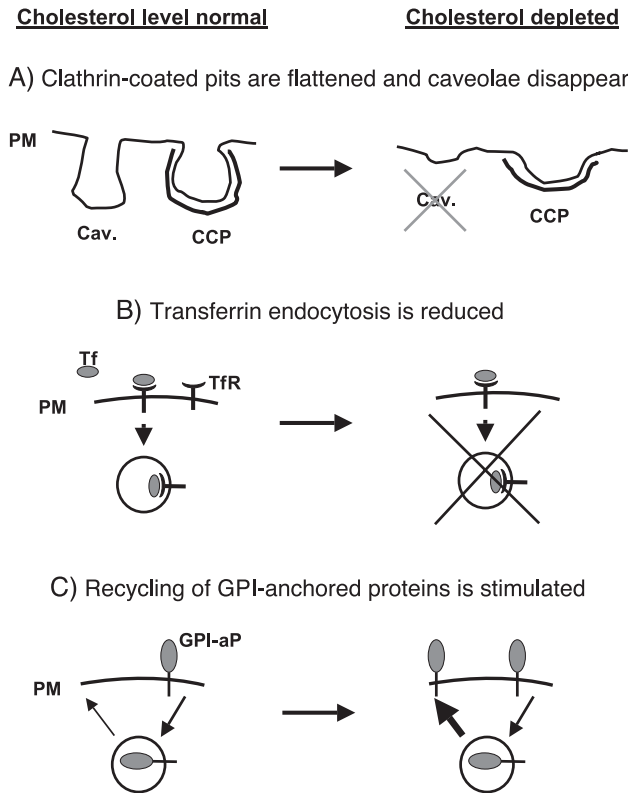 Cholesterol level normal Cholesterol depleted
A) Clathrin-coated pits are flattened and caveolae disappear
PM
Cav. CCP Cav. CCP
B) Transferrin endocytosis is reduced
Tf
TfR
PM
C) Recycling of GPI-anchored proteins is stimulated
GPI-aP
PM